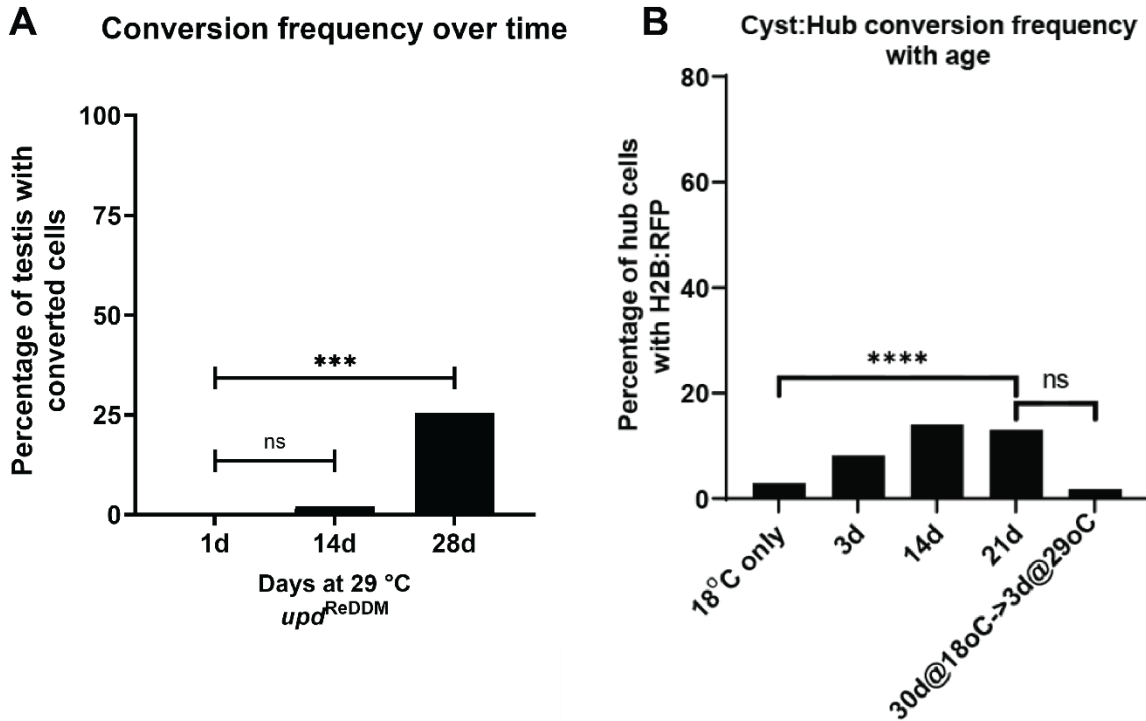 A
Conversion frequency over time
Percentage of testis with
converted cells
100
75
50
25
0
***
ns
1d
14d
28d
Days at 29 °C
updReDDM
B
Cyst:Hub conversion frequency
with age
Percentage of hub cells
with H2B:RFP
80
60
40
20
0
****
ns
18°C only
3d
14d
21d
30d@18oC->3d@29oC